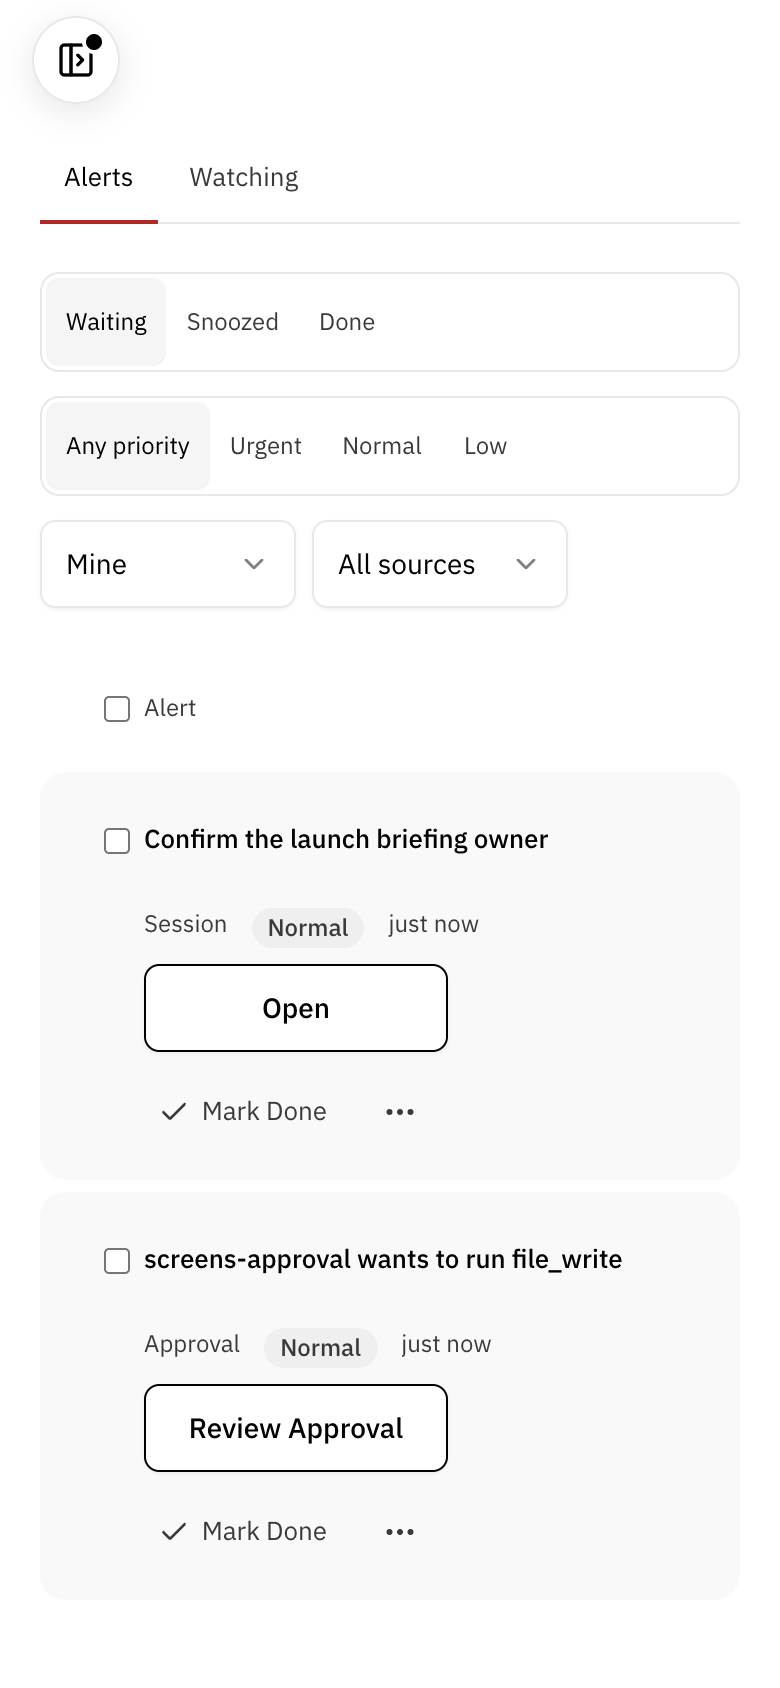 Alerts Watching
Waiting Snoozed Done
Any priority Urgent Normal Low
Mine All sources
Alert
Confirm the launch briefing owner
Session Normal just now
Open
Mark Done
screens-approval wants to run file_write
Approval Normal just now
Review Approval
Mark Done